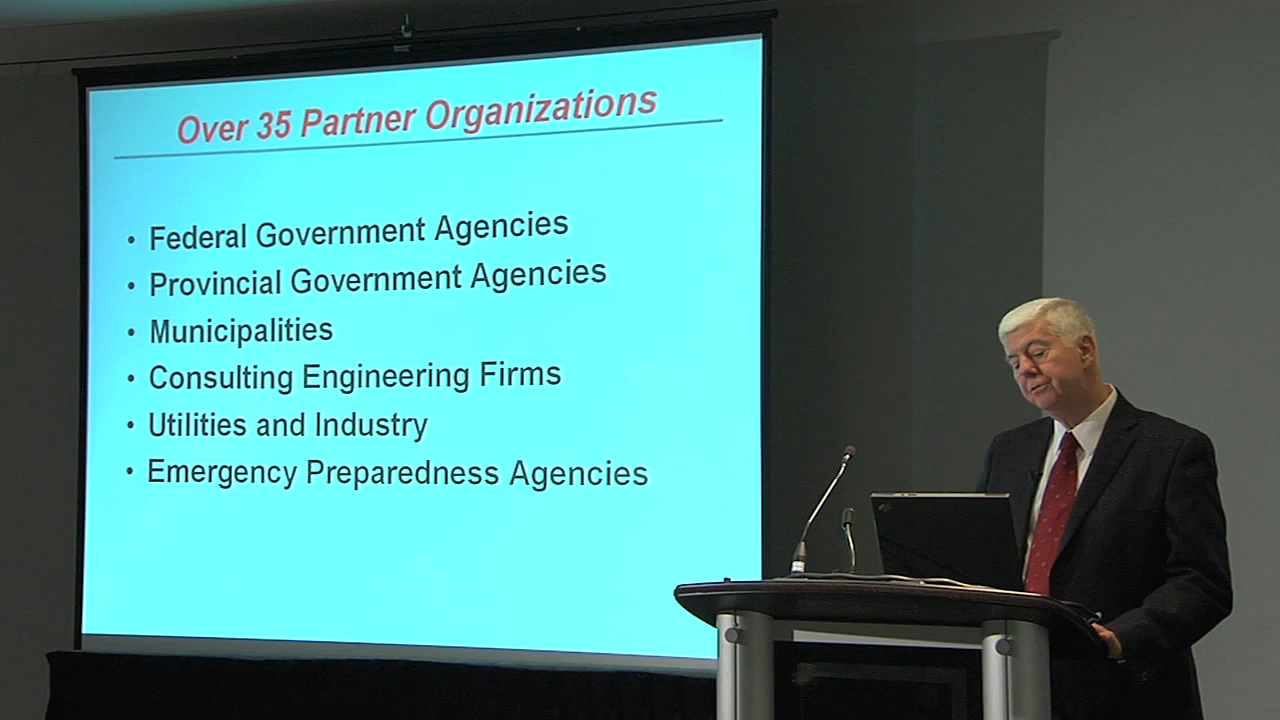 Over 35 Partner Organizations
• Federal Government Agencies
• Provincial Government Agencies
• Municipalities
• Consulting Engineering Firms
• Utilities and Industry
• Emergency Preparedness Agencies